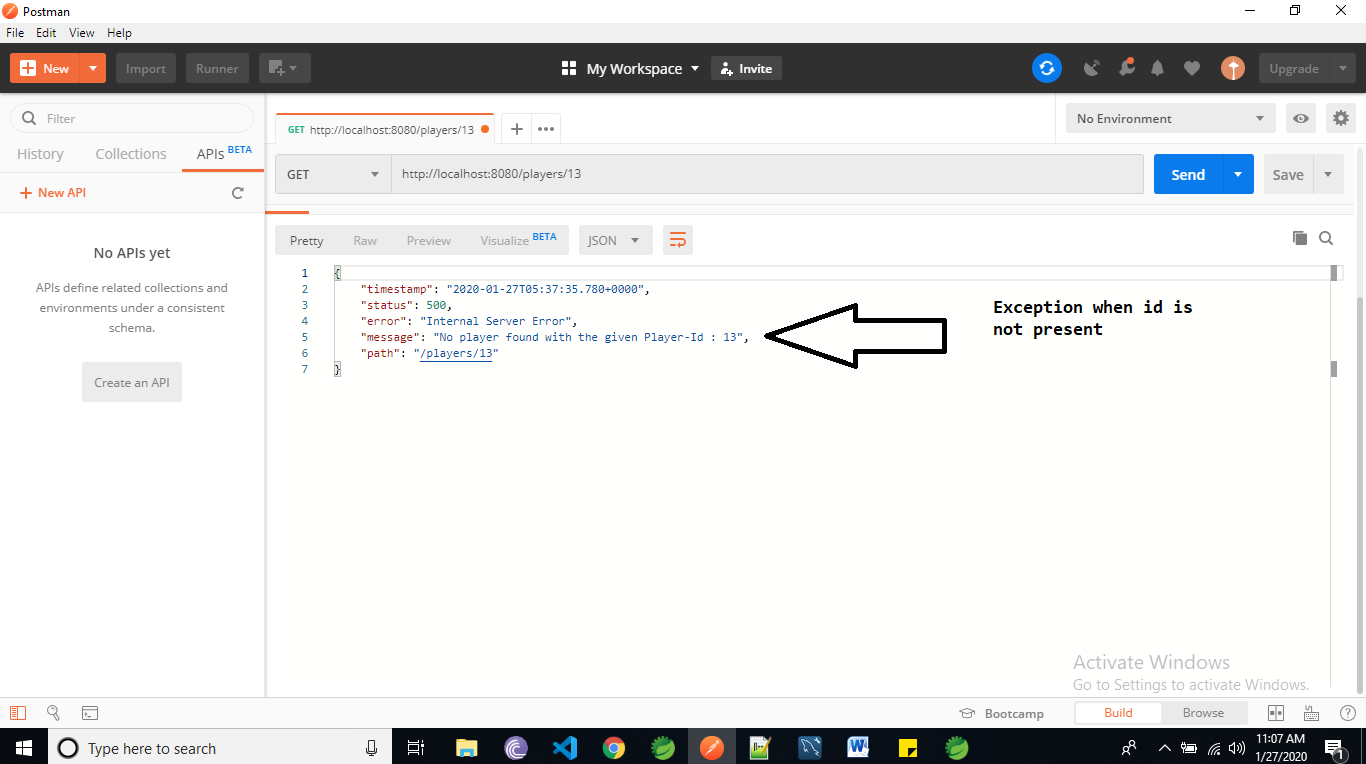 Postman
File Edit View Help
New Import Runner My Workspace Invite Upgrade
Filter
History Collections APIs BETA
New API
No APIs yet
APIs define related collections and
environments under a consistent
schema.
Create an API
GET http://localhost:8080/players/13
No Environment
GET http://localhost:8080/players/13 Send Save
Pretty Raw Preview Visualize BETA JSON
1 {
2 "timestamp": "2020-01-27T05:37:35.780+0000",
3 "status": 500,
4 "error": "Internal Server Error",
5 "message": "No player found with the given Player-Id : 13",
6 "path": "/players/13"
7 }
Exception when id is
not present
Activate Windows
Go to Settings to activate Windows.
Bootcamp Build Browse
Type here to search
11:07 AM
1/27/2020
1